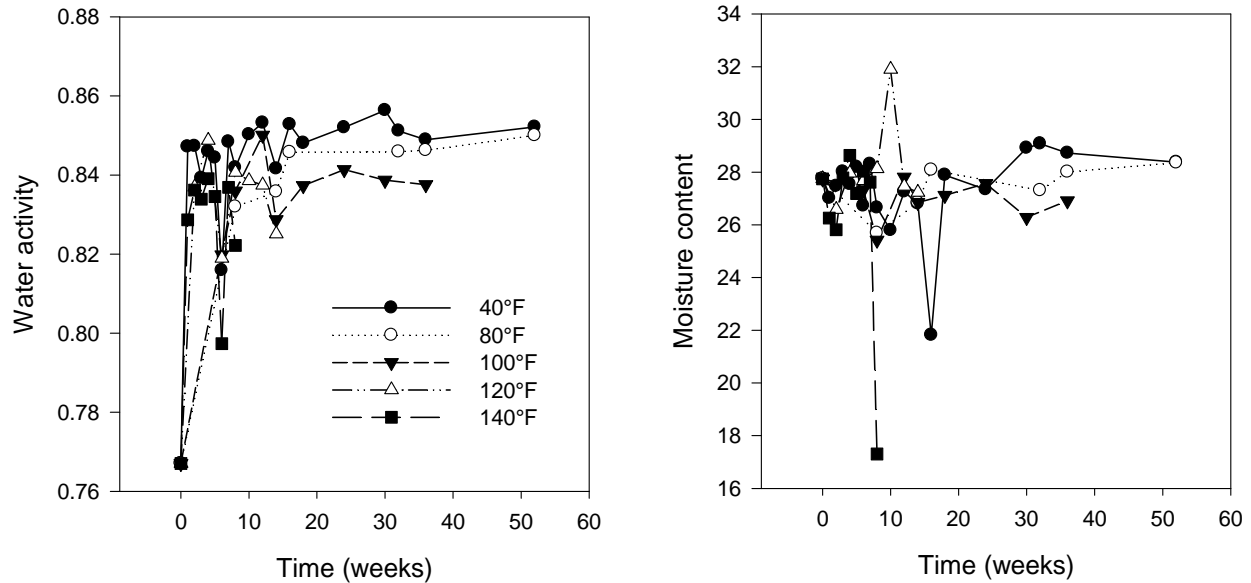 Water activity
0.88
0.86
0.84
0.82
0.80
0.78
0.76
0 10 20 30 40 50 60
Time (weeks)
40°F
80°F
100°F
120°F
140°F
Moisture content
34
32
30
28
26
24
22
20
18
16
0 10 20 30 40 50 60
Time (weeks)